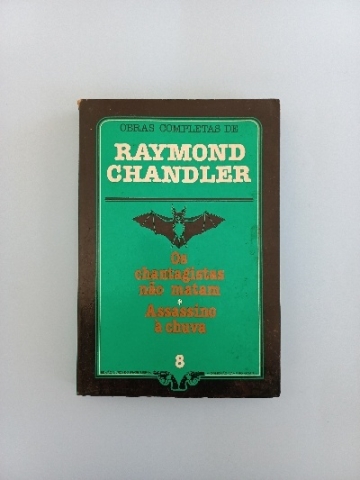 OBRAS COMPLETAS DE
RAYMOND
CHANDLER
Os
chantagistas
não matam
*
Assassino
à chuva
8